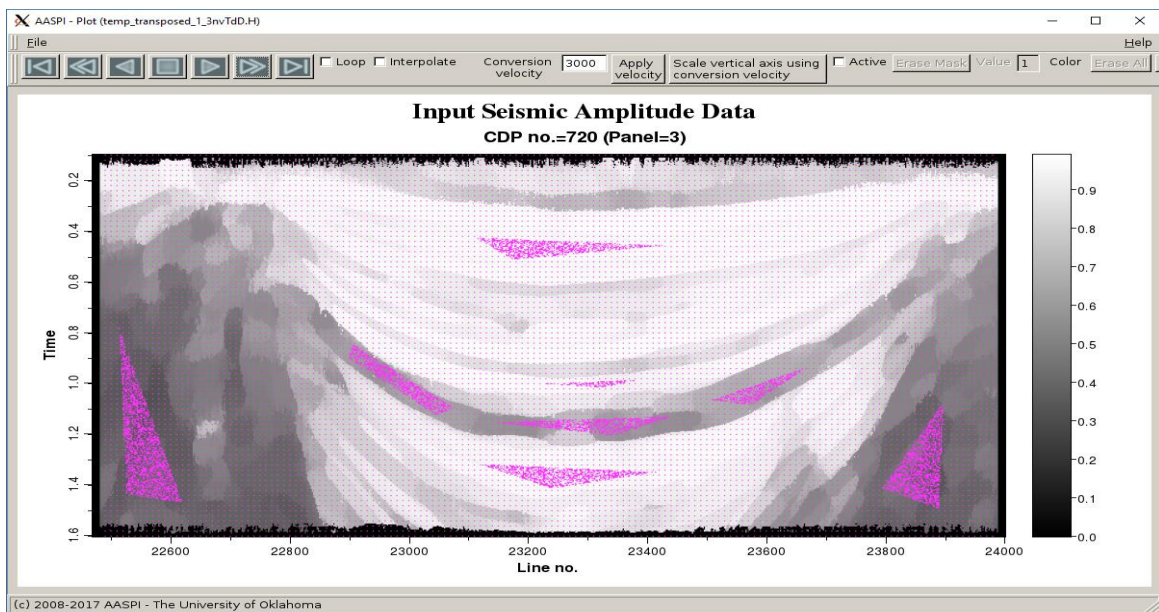 AASPI - Plot (temp_transposed_1_3nvTdD.H)
File Help
Loop Interpolate Conversion velocity 3000 Apply velocity Scale vertical axis using conversion velocity Active Erase Mask Value 1 Color Erase All
Input Seismic Amplitude Data
CDP no.=720 (Panel=3)
Time
0.2
0.4
0.6
0.8
1.0
1.2
1.4
1.6
22600 22800 23000 23200 23400 23600 23800 24000
Line no.
0.9
0.8
0.7
0.6
0.5
0.4
0.3
0.2
0.1
0.0
(c) 2008-2017 AASPI - The University of Oklahoma